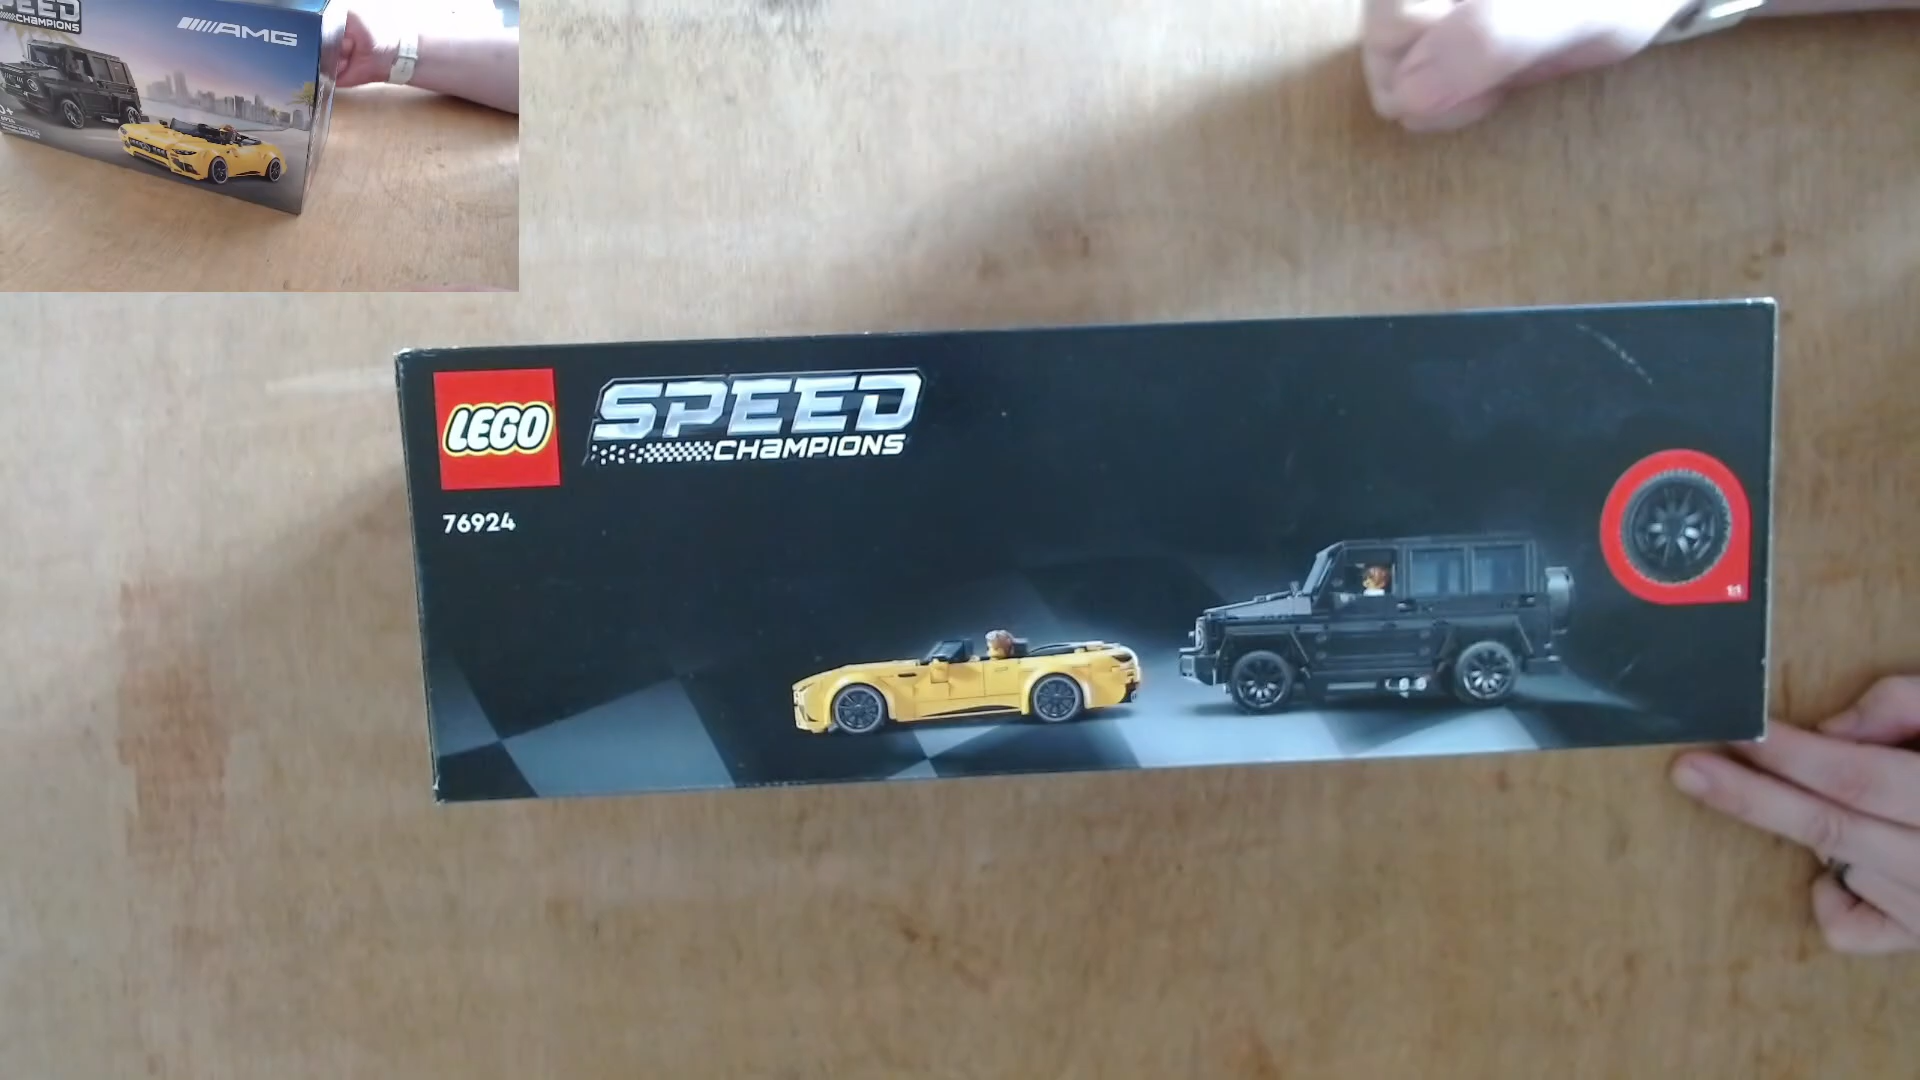 SPEED
CHAMPIONS
AMG
LEGO
SPEED
CHAMPIONS
76924
1:1